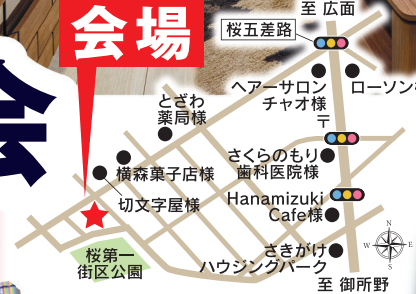 至 広面
会場
桜五差路
ヘアーサロン
チャオ様
ローソン
とざわ
薬局様
〒
会
さくらのもり
歯科医院様
横森菓子店様
切文字屋様
Hanamizuki
Cafe様
N
W
E
S
桜第一
街区公園
さきがけ
ハウジングパーク
至 御所野